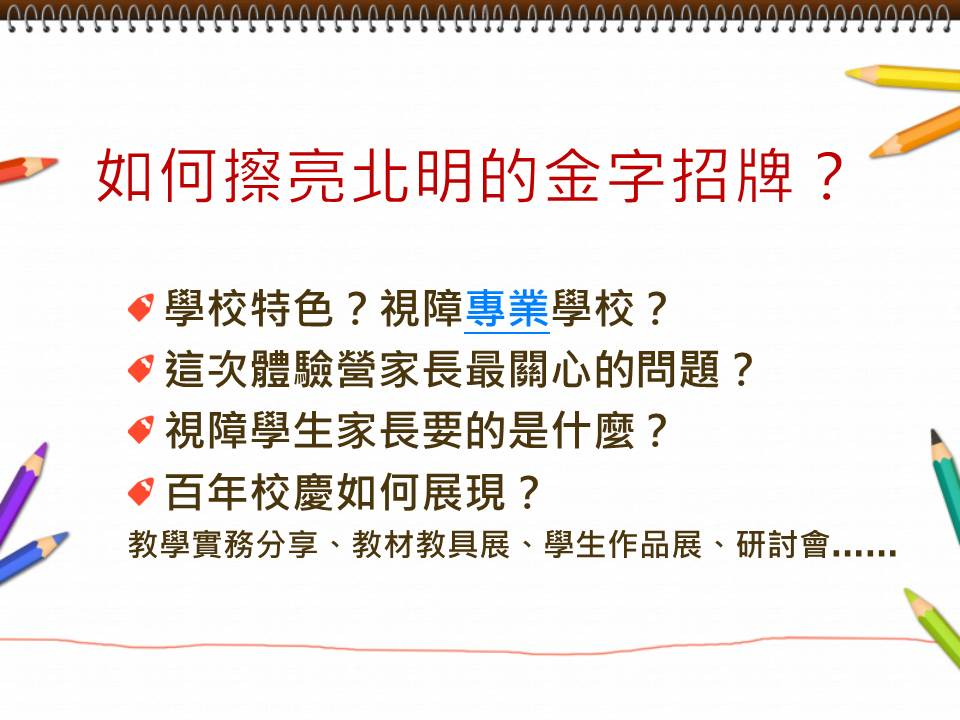 如何擦亮北明的金字招牌？
學校特色？視障專業學校？
這次體驗營家長最關心的問題？
視障學生家長要的是什麼？
百年校慶如何展現？
教學實務分享、教材教具展、學生作品展、研討會……